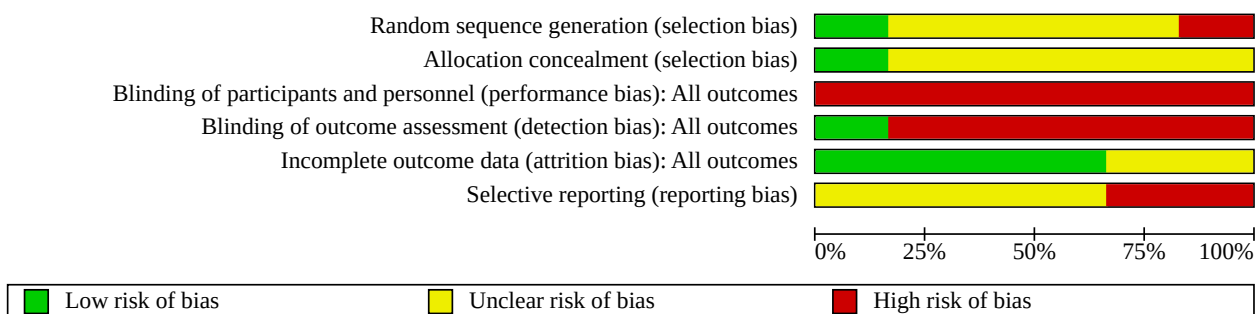 Random sequence generation (selection bias)
Allocation concealment (selection bias)
Blinding of participants and personnel (performance bias): All outcomes
Blinding of outcome assessment (detection bias): All outcomes
Incomplete outcome data (attrition bias): All outcomes
Selective reporting (reporting bias)
0% 25% 50% 75% 100%
Low risk of bias Unclear risk of bias High risk of bias